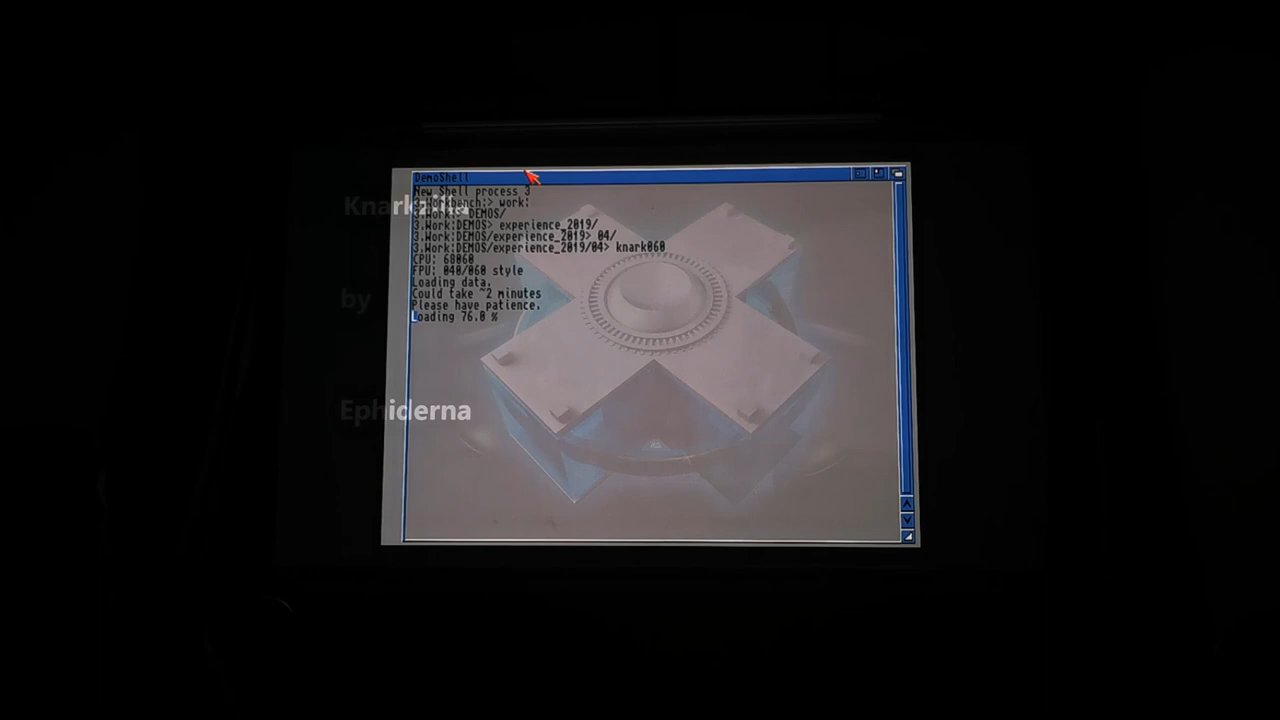 DemoShell
New Shell process 3
3.Workbench:> work:
3.Work:> DEMOS/
3.Work:DEMOS> experience_2019/
3.Work:DEMOS/experience_2019> 04/
3.Work:DEMOS/experience_2019/04> knark060
CPU: 68060
FPU: 040/060 style
Loading data.
Could take ~2 minutes
Please have patience.
Loading 76.0 %
Knarkzilla
by
Ephiderna